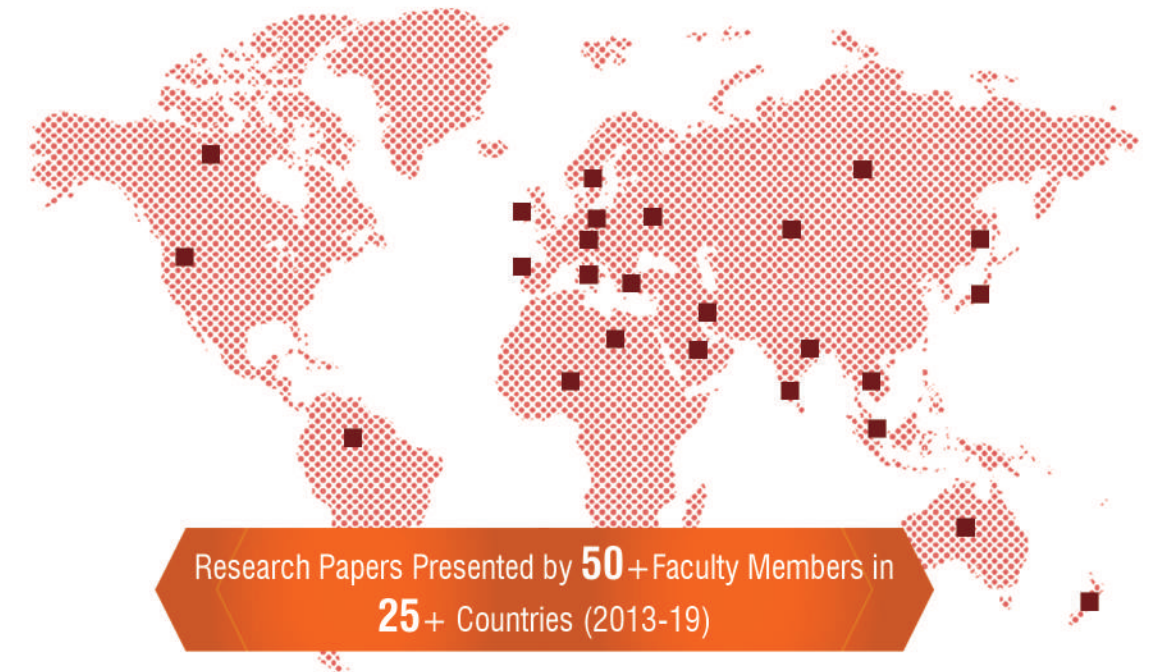 Research Papers Presented by 50+Faculty Members in
25+ Countries (2013-19)